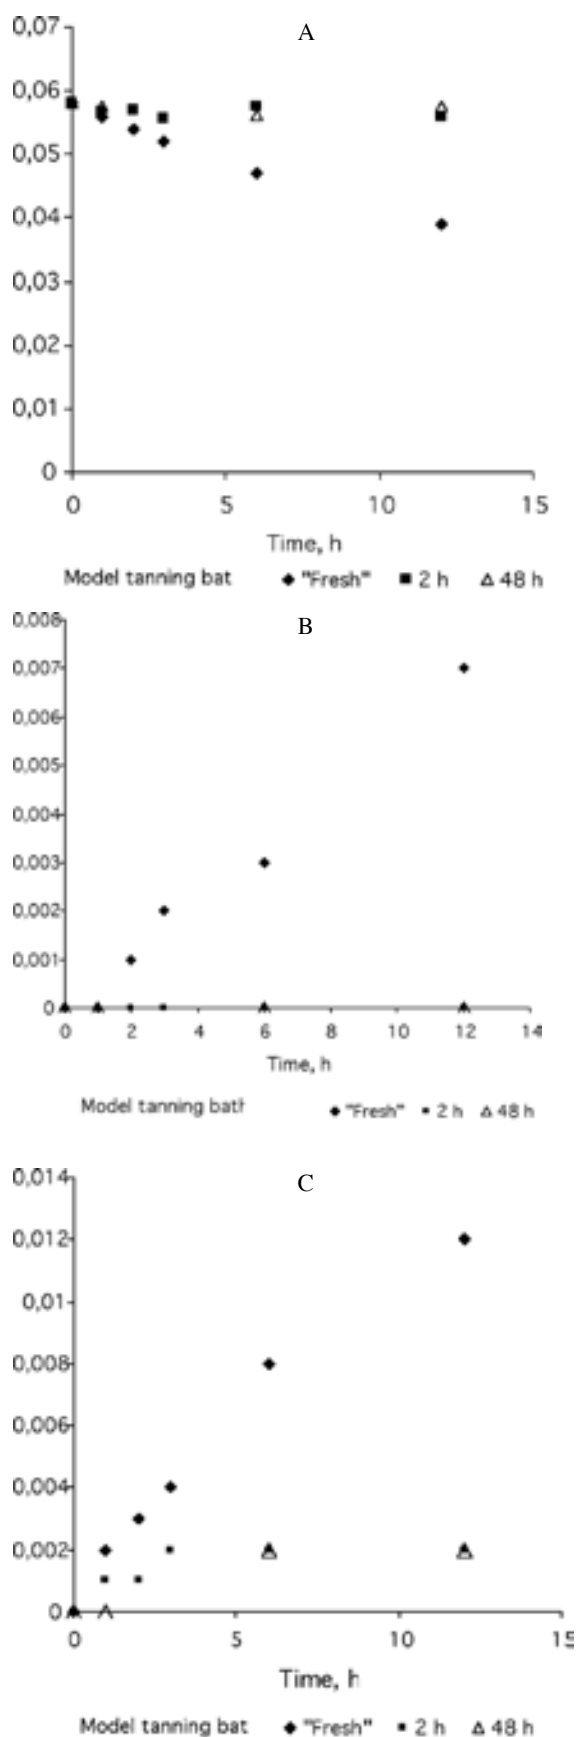 0,07
A
0,06
0,05
0,04
0,03
0,02
0,01
0
0 5 10 15
Time, h
Model tanning bat "Fresh" 2 h 48 h
0,008
B
0,007
0,006
0,005
0,004
0,003
0,002
0,001
0
0 2 4 6 8 10 12 14
Time, h
Model tanning bath "Fresh" 2 h 48 h
0,014
C
0,012
0,01
0,008
0,006
0,004
0,002
0
0 5 10 15
Time, h
Model tanning bat "Fresh" 2 h 48 h